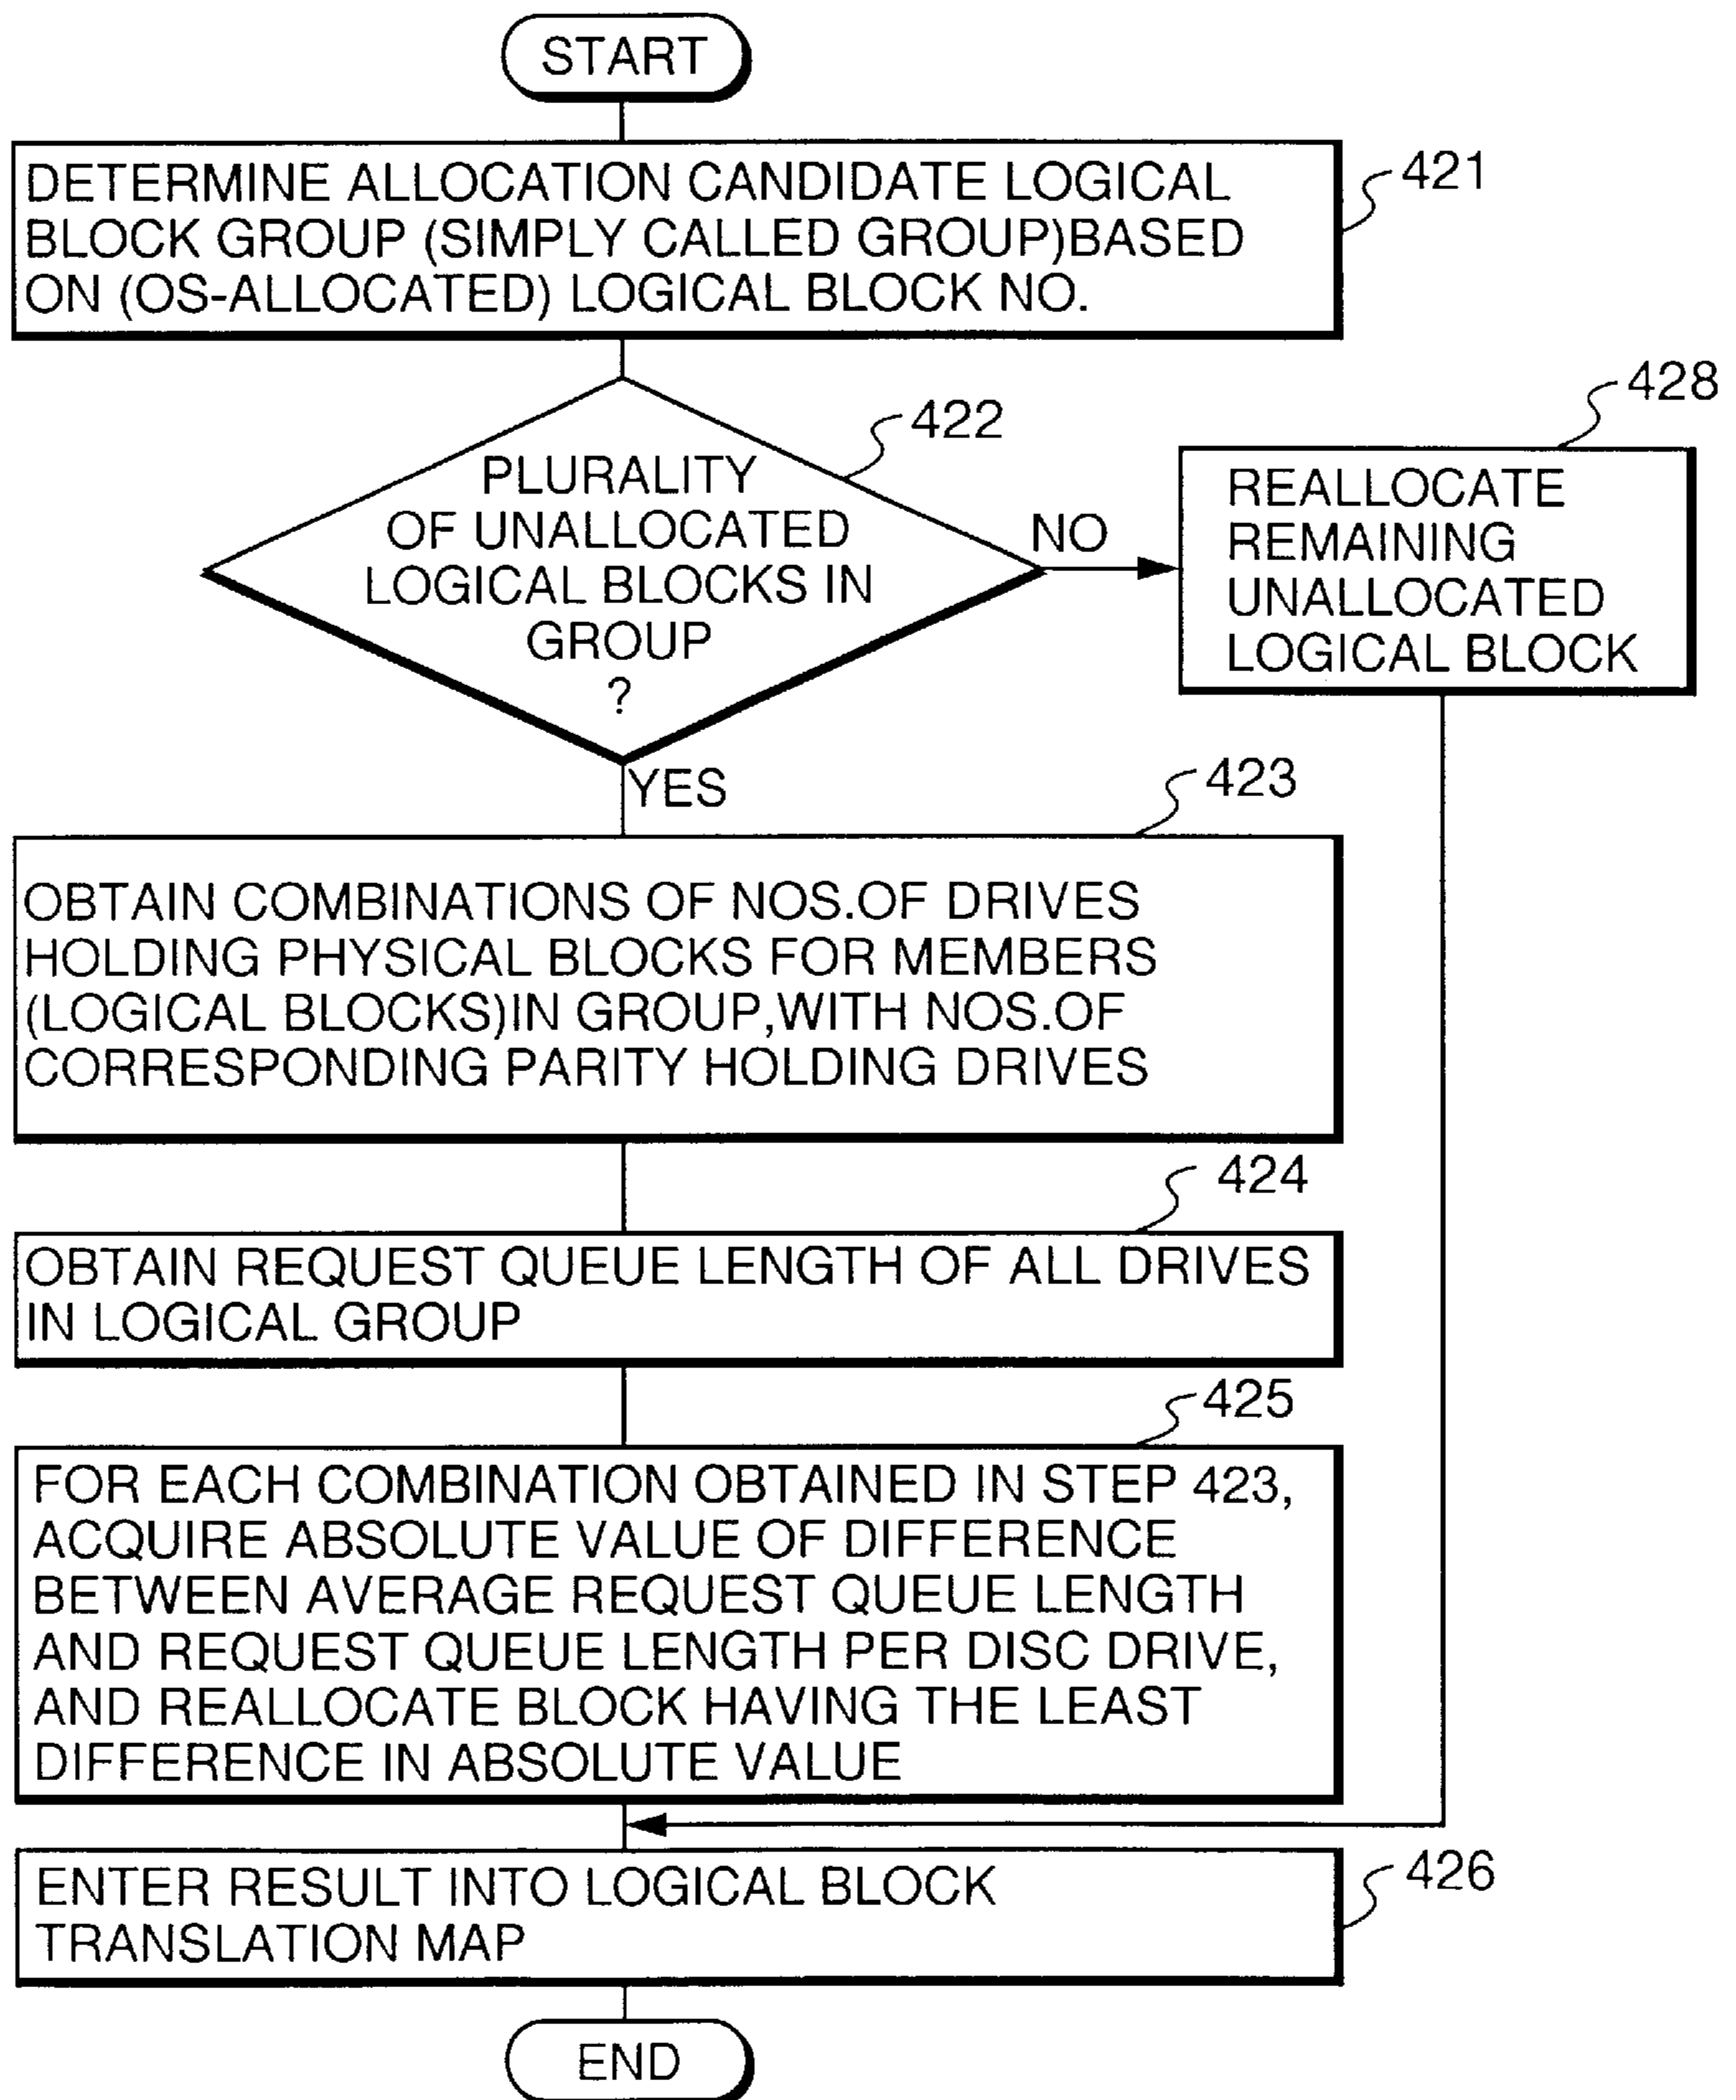 START
DETERMINE ALLOCATION CANDIDATE LOGICAL
BLOCK GROUP (SIMPLY CALLED GROUP)BASED
ON (OS-ALLOCATED) LOGICAL BLOCK NO.
421
422
PLURALITY
OF UNALLOCATED
LOGICAL BLOCKS IN
GROUP
?
NO
428
REALLOCATE
REMAINING
UNALLOCATED
LOGICAL BLOCK
YES
423
OBTAIN COMBINATIONS OF NOS.OF DRIVES
HOLDING PHYSICAL BLOCKS FOR MEMBERS
(LOGICAL BLOCKS)IN GROUP,WITH NOS.OF
CORRESPONDING PARITY HOLDING DRIVES
424
OBTAIN REQUEST QUEUE LENGTH OF ALL DRIVES
IN LOGICAL GROUP
425
FOR EACH COMBINATION OBTAINED IN STEP 423,
ACQUIRE ABSOLUTE VALUE OF DIFFERENCE
BETWEEN AVERAGE REQUEST QUEUE LENGTH
AND REQUEST QUEUE LENGTH PER DISC DRIVE,
AND REALLOCATE BLOCK HAVING THE LEAST
DIFFERENCE IN ABSOLUTE VALUE
ENTER RESULT INTO LOGICAL BLOCK
TRANSLATION MAP
426
END